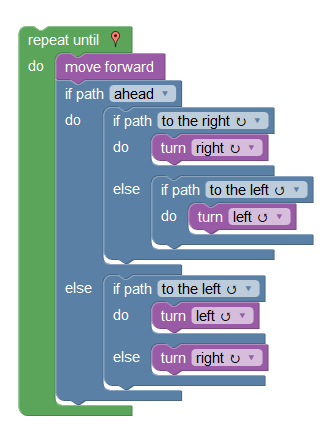 repeat until
do move forward
if path ahead ▾
do if path to the right ↻ ▾
do turn right ↻ ▾
else if path to the left ↺ ▾
do turn left ↺ ▾
else if path to the left ↺ ▾
do turn left ↺ ▾
else turn right ↻ ▾